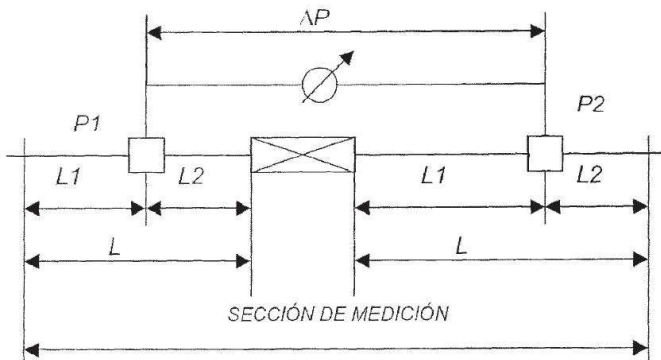 ΔP
P1
P2
L1 L2 L1 L2
L L
SECCIÓN DE MEDICIÓN